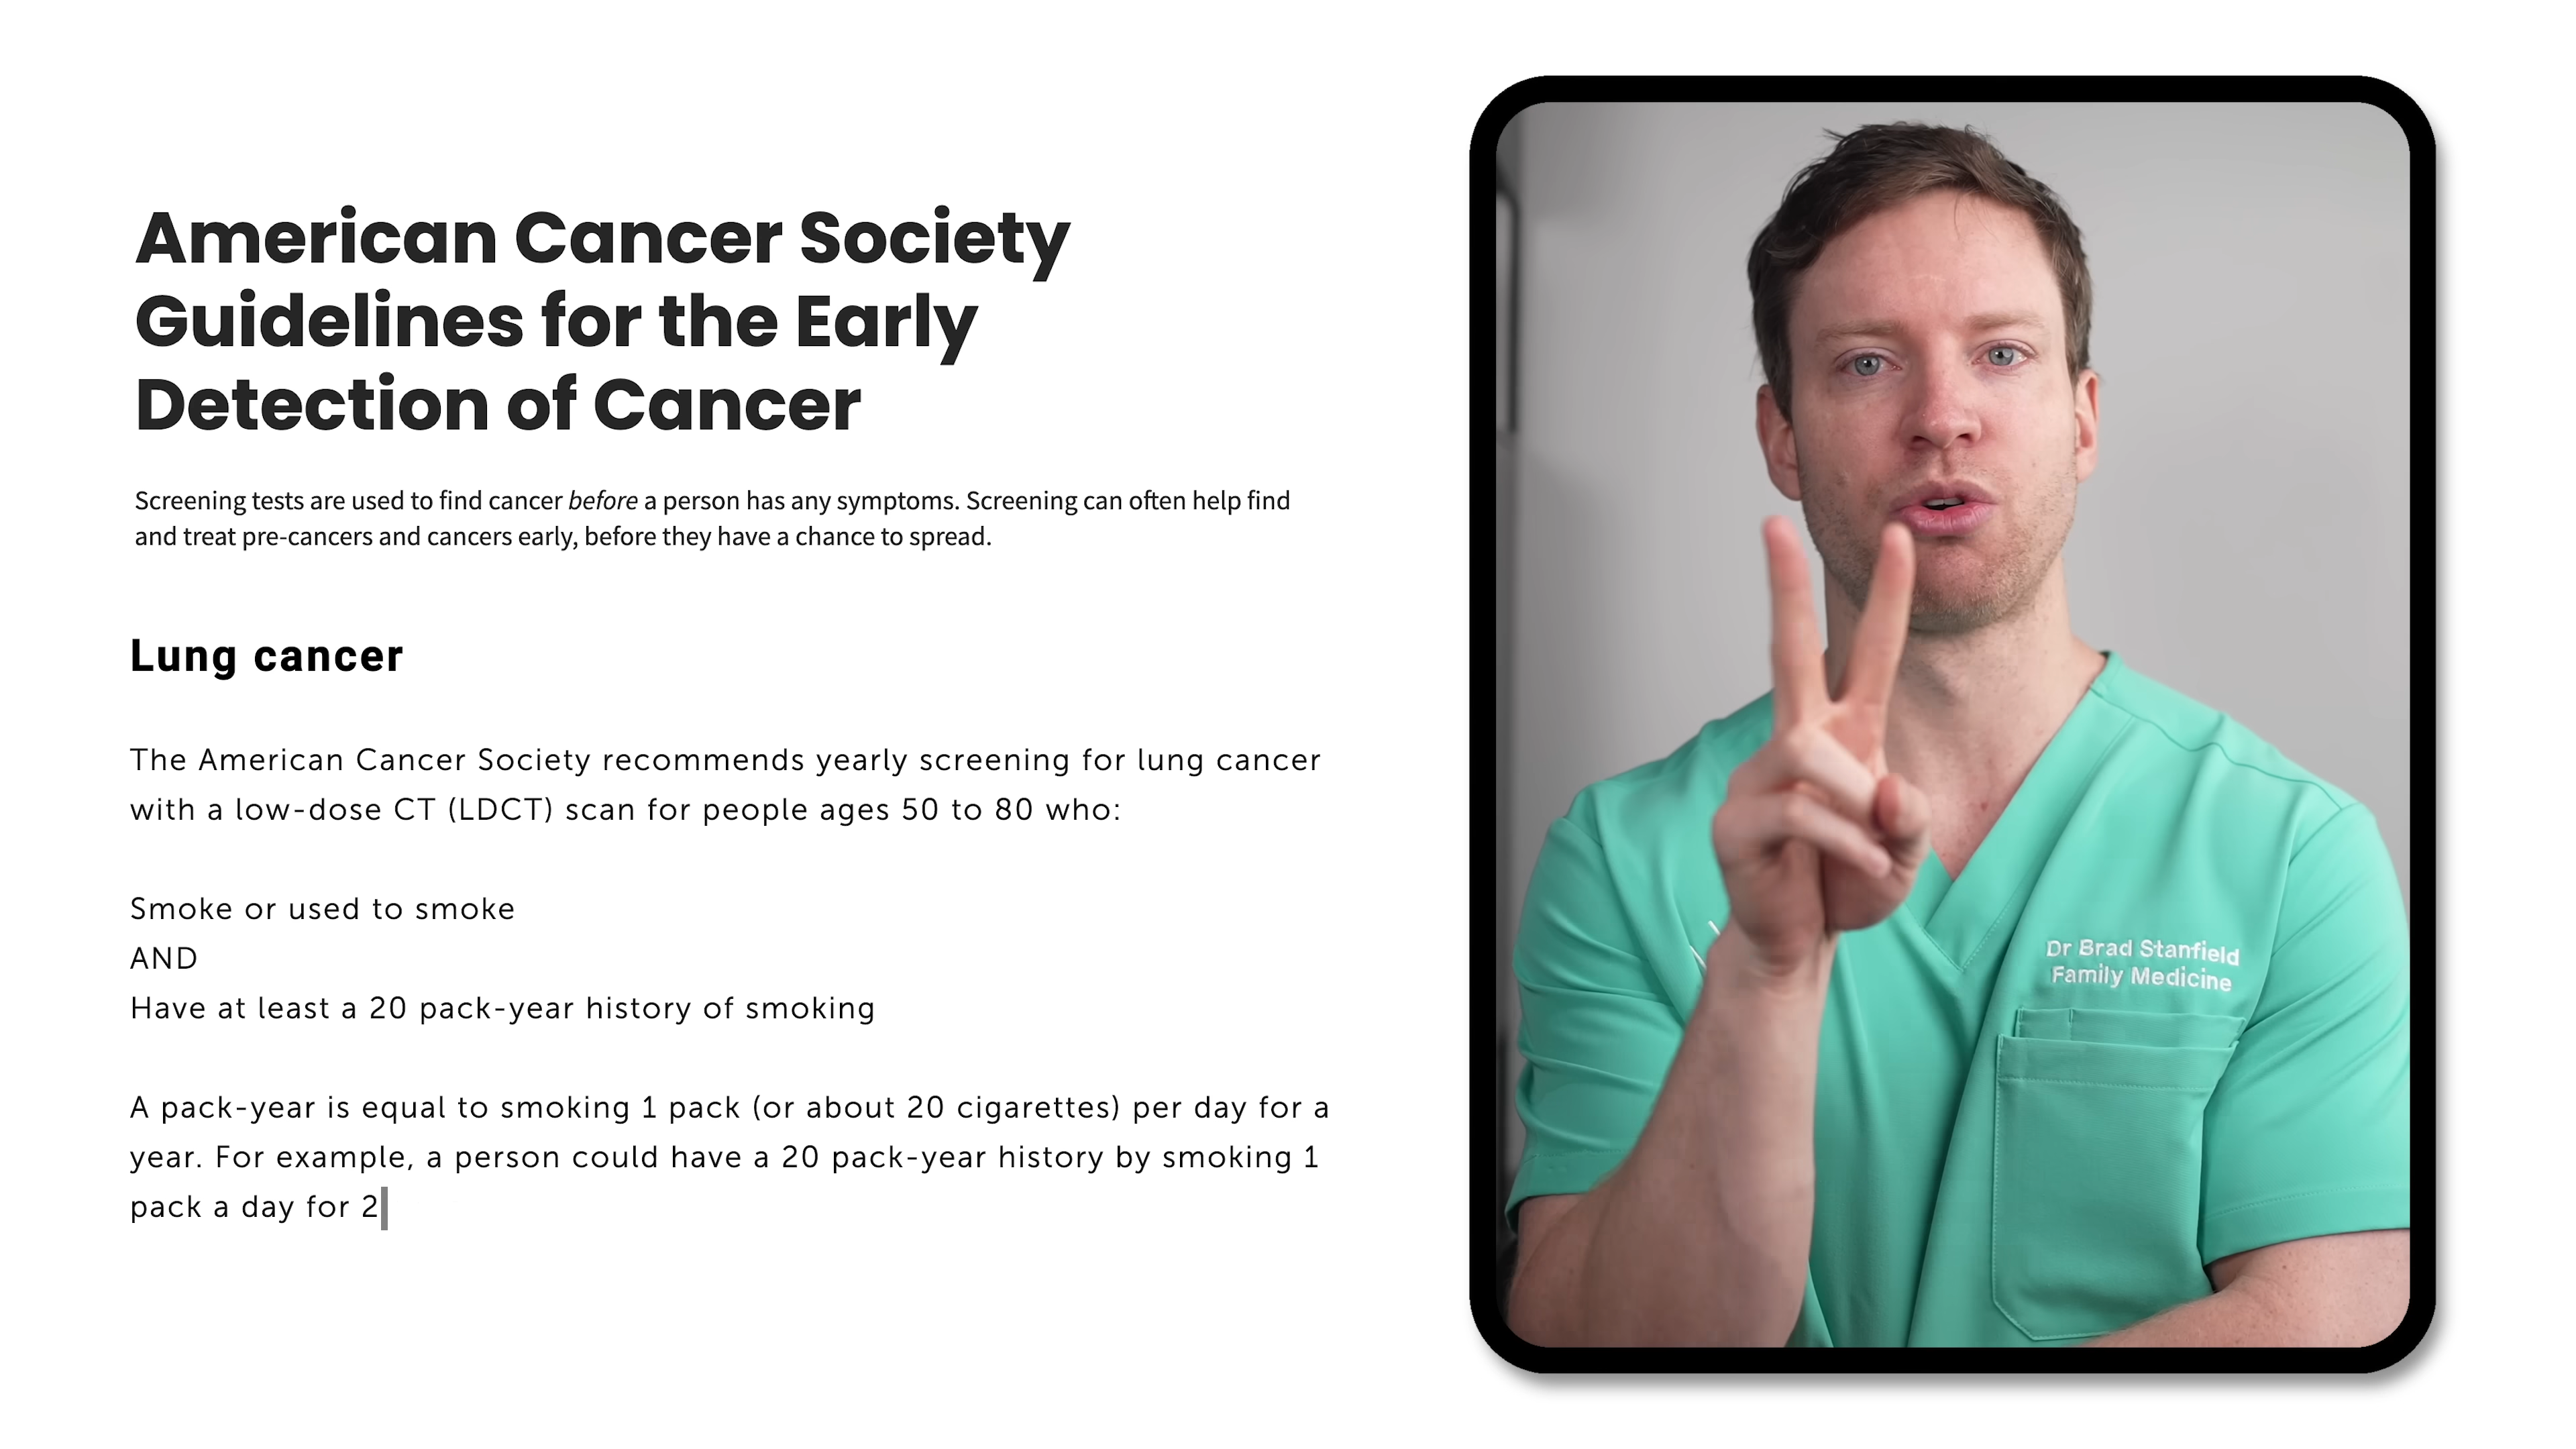 American Cancer Society
Guidelines for the Early
Detection of Cancer
Screening tests are used to find cancer before a person has any symptoms. Screening can often help find
and treat pre-cancers and cancers early, before they have a chance to spread.
Lung cancer
The American Cancer Society recommends yearly screening for lung cancer
with a low-dose CT (LDCT) scan for people ages 50 to 80 who:
Smoke or used to smoke
AND
Have at least a 20 pack-year history of smoking
A pack-year is equal to smoking 1 pack (or about 20 cigarettes) per day for a
year. For example, a person could have a 20 pack-year history by smoking 1
pack a day for 2
Dr Brad Stanfield
Family Medicine